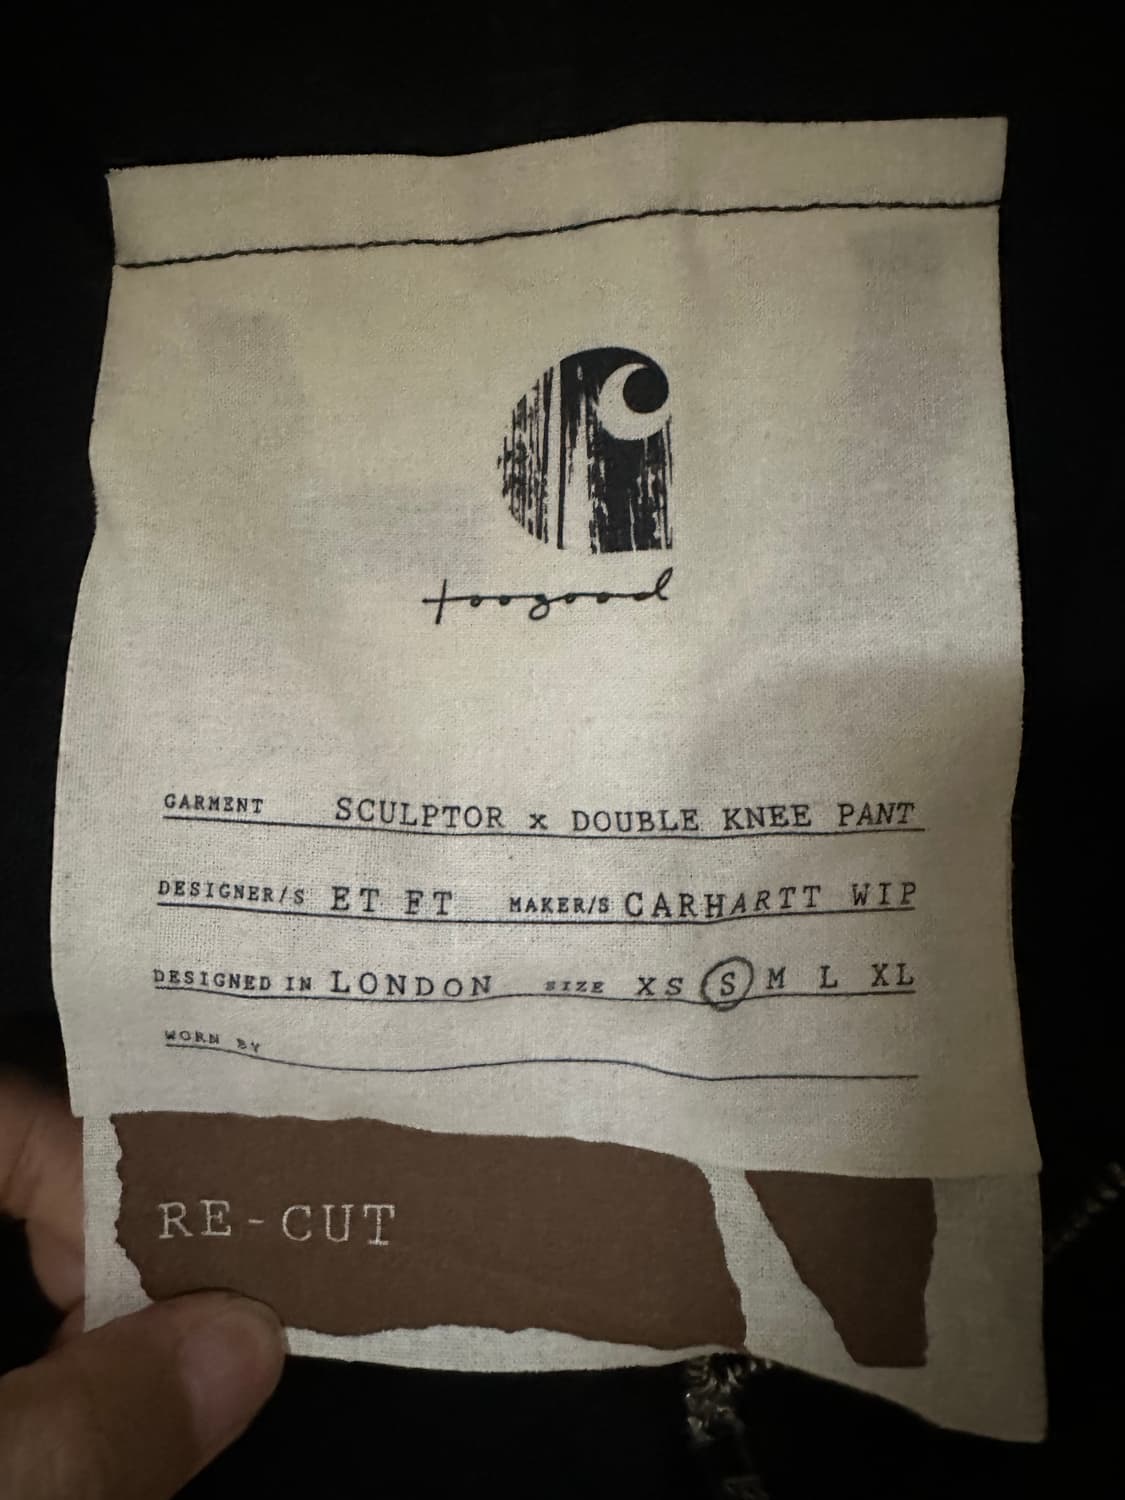 toogood
GARMENT SCULPTOR x DOUBLE KNEE PANT
DESIGNER/S ET FT MAKER/S CARHARTT WIP
DESIGNED IN LONDON SIZE XS S M L XL
WORN BY
RE-CUT